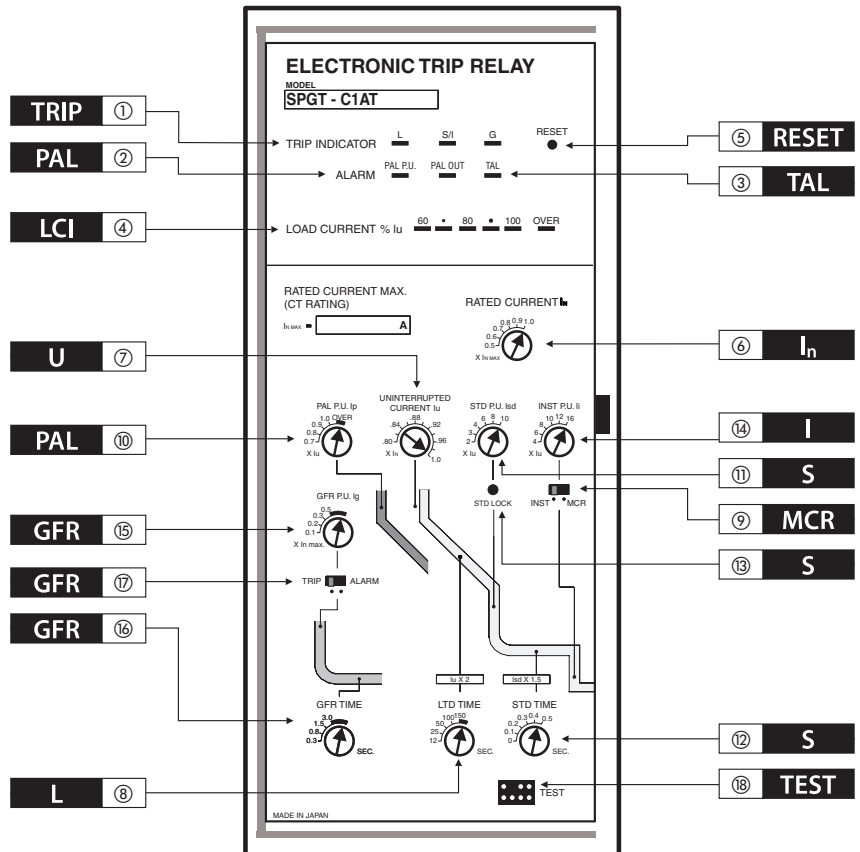 ELECTRONIC TRIP RELAY
MODEL
SPGT - C1AT
TRIP ①
L S/I G RESET
TRIP INDICATOR
⑤ RESET
PAL ②
PAL P.U. PAL OUT TAL
ALARM
③ TAL
LCI ④
60 • 80 • 100 OVER
LOAD CURRENT % Iu
RATED CURRENT MAX.
(CT RATING)
IN MAX = A
RATED CURRENT IN
0.5 0.6 0.7 0.8 0.9 1.0
X IN MAX
⑥ In
U ⑦
PAL P.U. Ip
0.7 0.8 0.9 1.0 OVER
X Iu
UNINTERRUPTED
CURRENT Iu
.80 .84 .88 .92 .96 1.0
X IN
STD P.U. Isd
2 3 4 6 8 10
X Iu
INST P.U. Ii
4 6 8 10 12 16
X Iu
PAL ⑩
⑭ I
⑪ S
STD LOCK
INST MCR
⑨ MCR
⑬ S
GFR ⑮
GFR P.U. Ig
0.1 0.2 0.3 0.5
X In max.
GFR ⑰
TRIP ALARM
GFR ⑯
Iu X 2
Isd X 1.5
GFR TIME
0.3 0.8 1.5 3.0
SEC.
LTD TIME
12 25 50 100 150
SEC.
STD TIME
0 0.1 0.2 0.3 0.4 0.5
SEC.
⑫ S
L ⑧
TEST
⑱ TEST
MADE IN JAPAN